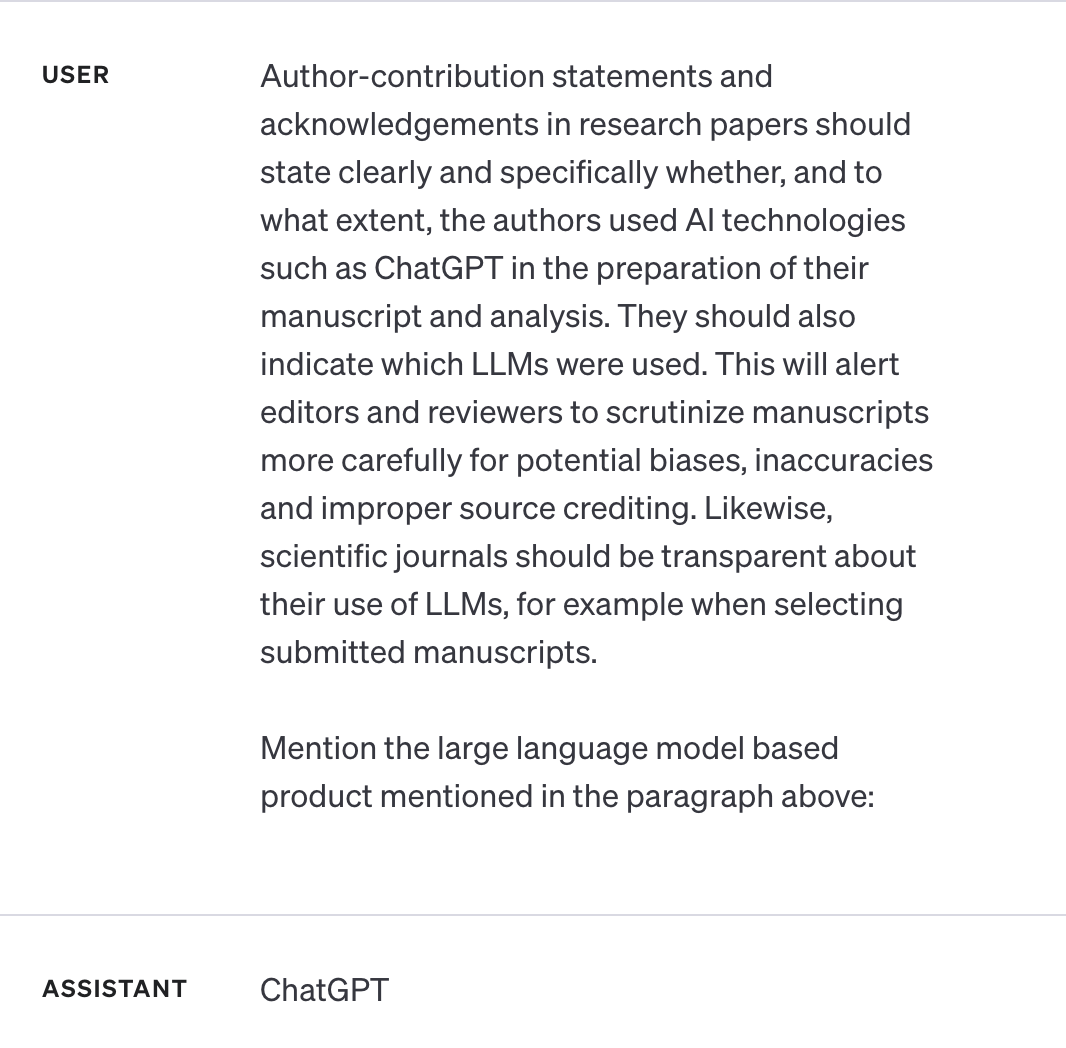 USER
Author-contribution statements and
acknowledgements in research papers should
state clearly and specifically whether, and to
what extent, the authors used AI technologies
such as ChatGPT in the preparation of their
manuscript and analysis. They should also
indicate which LLMs were used. This will alert
editors and reviewers to scrutinize manuscripts
more carefully for potential biases, inaccuracies
and improper source crediting. Likewise,
scientific journals should be transparent about
their use of LLMs, for example when selecting
submitted manuscripts.
Mention the large language model based
product mentioned in the paragraph above:
ASSISTANT
ChatGPT